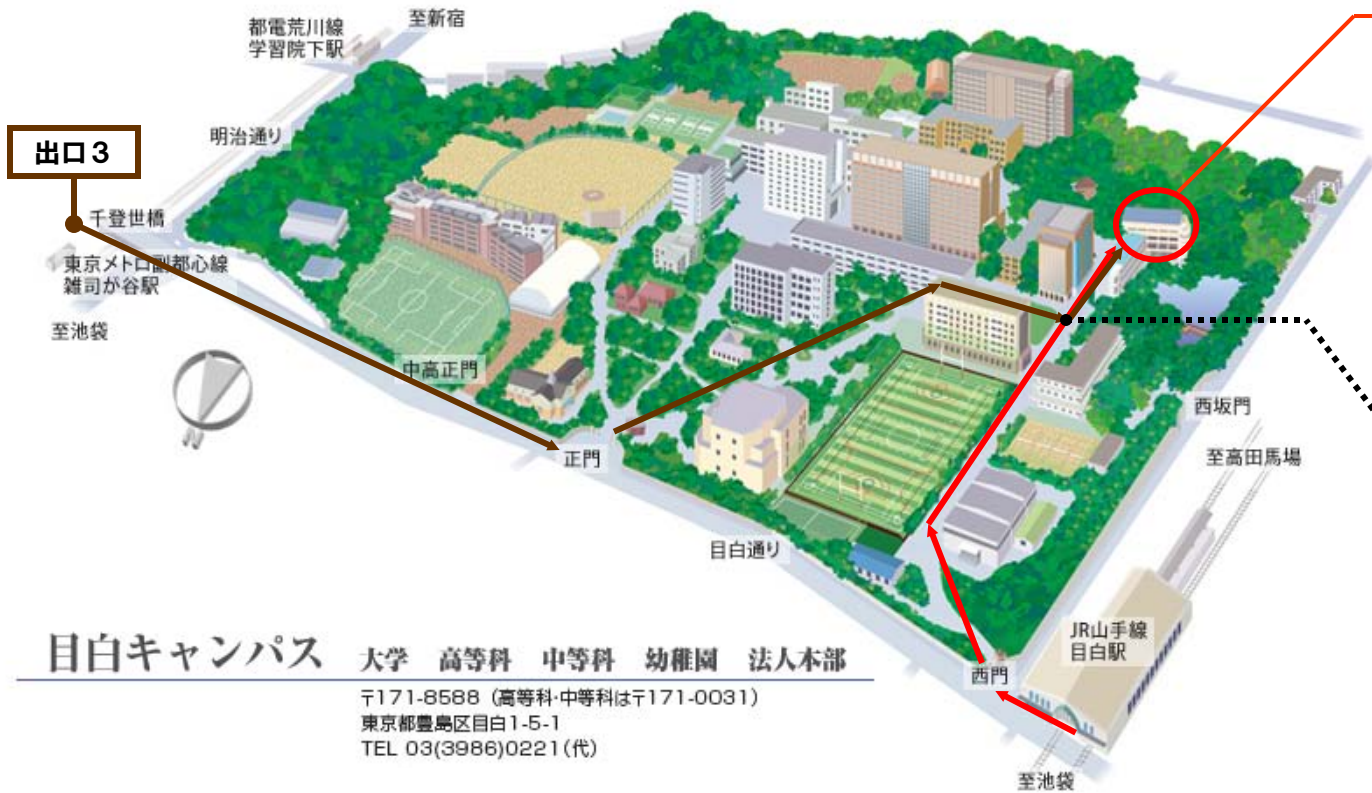 都電荒川線
学習院下駅
至新宿
明治通り
出口３
千登世橋
東京メトロ副都心線
雑司が谷駅
至池袋
中高正門
N
正門
目白通り
西坂門
至高田馬場
JR山手線
目白駅
西門
至池袋
目白キャンパス 大学 高等科 中等科 幼稚園 法人本部
〒171-8588（高等科・中等科は〒171-0031）
東京都豊島区目白1-5-1
TEL 03(3986)0221(代)